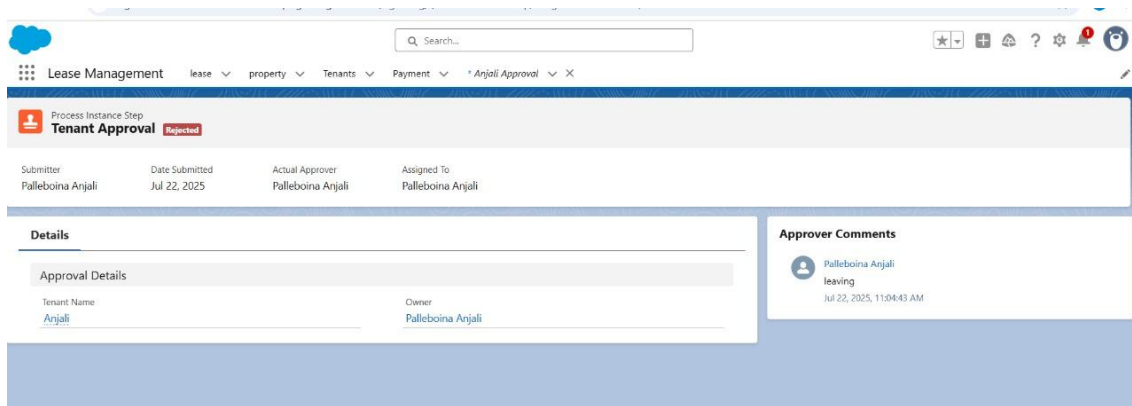 Search...
1
Lease Management lease property Tenants Payment * Anjali Approval
Process Instance Step
Tenant Approval Rejected
Submitter Date Submitted Actual Approver Assigned To
Palleboina Anjali Jul 22, 2025 Palleboina Anjali Palleboina Anjali
Details
Approval Details
Tenant Name Owner
Anjali Palleboina Anjali
Approver Comments
Palleboina Anjali
leaving
Jul 22, 2025, 11:04:43 AM